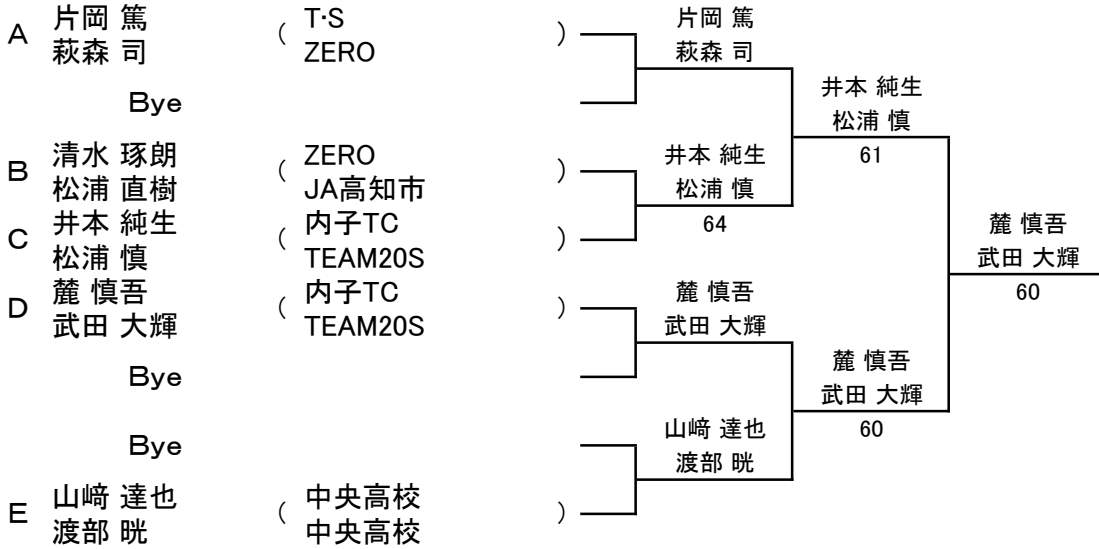 A 片岡 篤 ( T・S )
萩森 司 ZERO
Bye
B 清水 琢朗 ( ZERO )
松浦 直樹 JA高知市
C 井本 純生 ( 内子TC )
松浦 慎 TEAM20S
D 麓 慎吾 ( 内子TC )
武田 大輝 TEAM20S
Bye
Bye
E 山﨑 達也 ( 中央高校 )
渡部 晄 中央高校
片岡 篤
萩森 司
井本 純生
松浦 慎
64
麓 慎吾
武田 大輝
山﨑 達也
渡部 晄
井本 純生
松浦 慎
61
麓 慎吾
武田 大輝
60
麓 慎吾
武田 大輝
60